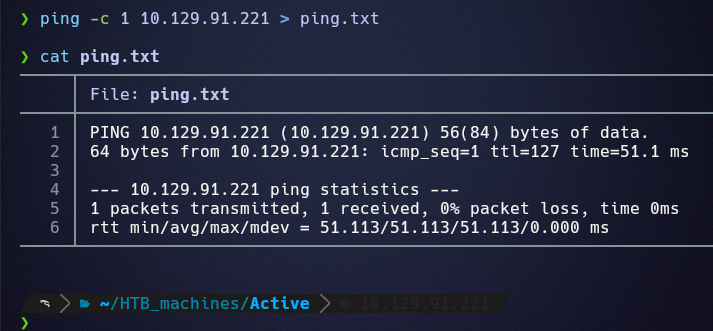 ❯ ping -c 1 10.129.91.221 > ping.txt
❯ cat ping.txt
File: ping.txt
1 PING 10.129.91.221 (10.129.91.221) 56(84) bytes of data.
2 64 bytes from 10.129.91.221: icmp_seq=1 ttl=127 time=51.1 ms
3
4 --- 10.129.91.221 ping statistics ---
5 1 packets transmitted, 1 received, 0% packet loss, time 0ms
6 rtt min/avg/max/mdev = 51.113/51.113/51.113/0.000 ms
~/HTB_machines/Active 10.129.91.221
❯